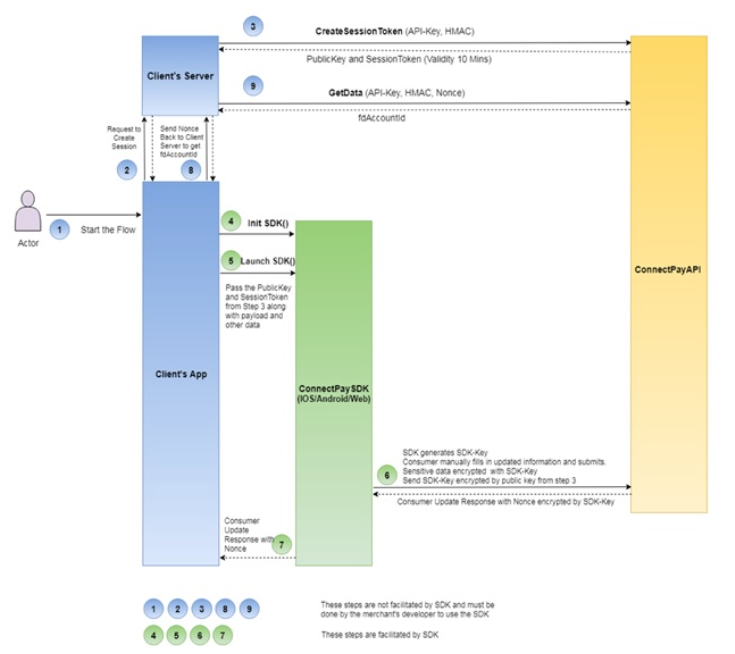 3
CreateSessionToken (API-Key, HMAC)
PublicKey and SessionToken (Validity 10 Mins)
Client's Server
9
GetData (API-Key, HMAC, Nonce)
fdAccountId
Request to
Create
Session
Send Nonce
Back to Client
Server to get
fdAccountId
2
8
1
Start the Flow
Actor
4
Init SDK()
5
Launch SDK()
Pass the PublicKey
and SessionToken
from Step 3 along
with payload and
other data
ConnectPayAPI
Client's App
ConnectPaySDK
(IOS/Android/Web)
6
SDK generates SDK-Key
Consumer manually fills in updated information and submits.
Sensitive data encrypted with SDK-Key
Send SDK-Key encrypted by public key from step 3
Consumer Update Response with Nonce encrypted by SDK-Key
Consumer
Update
Response with
Nonce
7
1 2 3 8 9
These steps are not facilitated by SDK and must be
done by the merchant's developer to use the SDK
4 5 6 7
These steps are facilitated by SDK